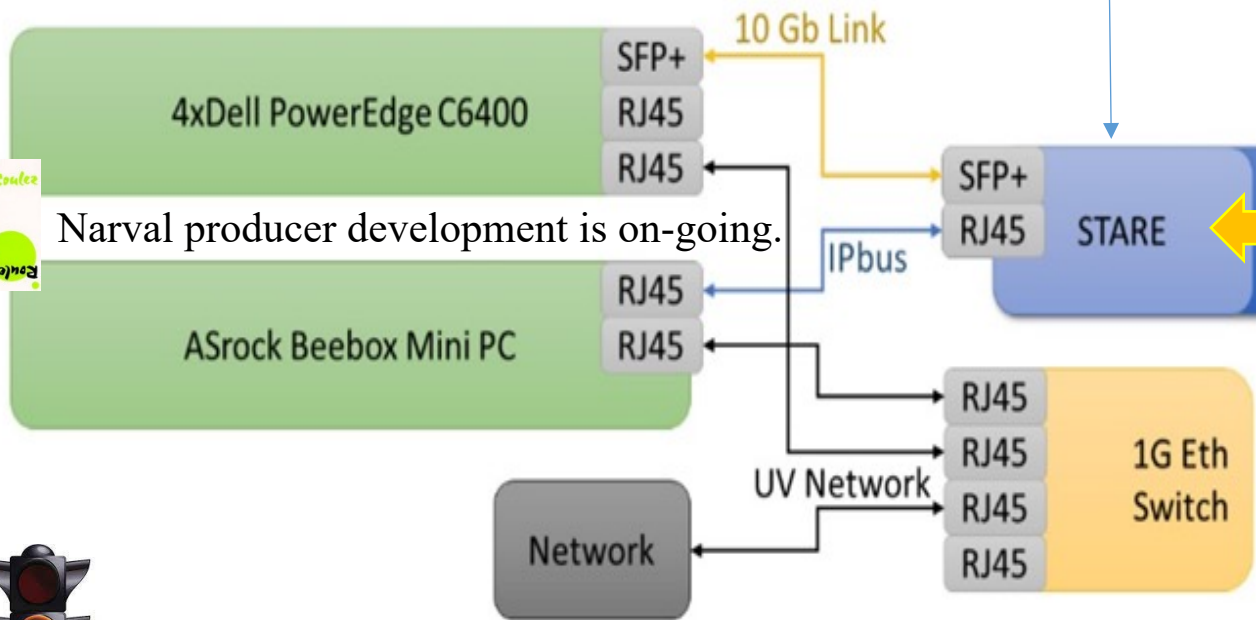 10 Gb Link
SFP+
4xDell PowerEdge C6400
RJ45
RJ45
SFP+
RJ45
STARE
Narval producer development is on-going.
IPbus
RJ45
ASrock Beebox Mini PC
RJ45
RJ45
RJ45
1G Eth
Switch
UV Network
RJ45
RJ45
Network